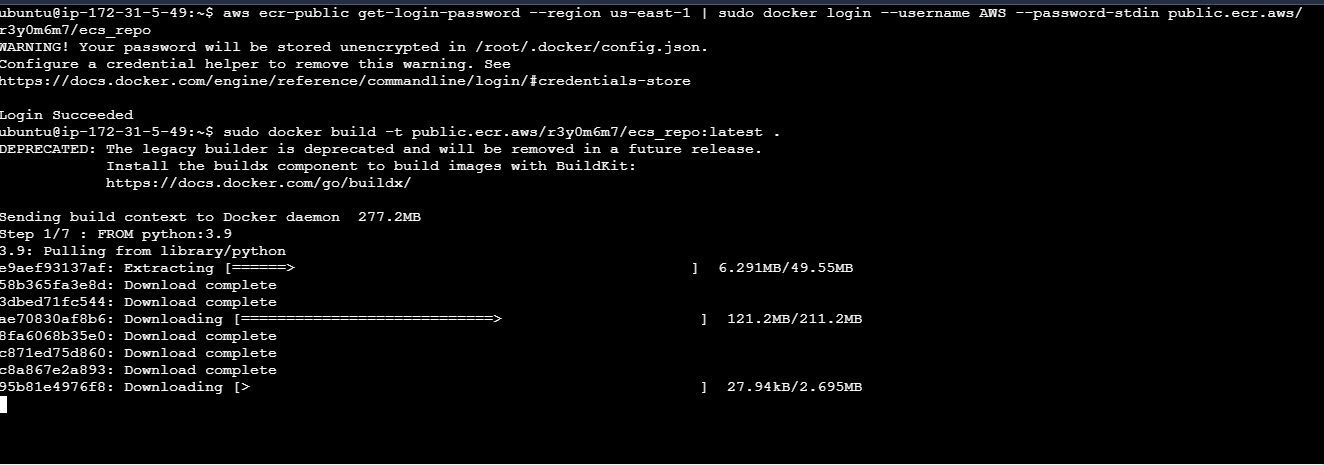 ubuntu@ip-172-31-5-49:~$ aws ecr-public get-login-password --region us-east-1 | sudo docker login --username AWS --password-stdin public.ecr.aws/
r3y0m6m7/ecs_repo
WARNING! Your password will be stored unencrypted in /root/.docker/config.json.
Configure a credential helper to remove this warning. See
https://docs.docker.com/engine/reference/commandline/login/#credentials-store
Login Succeeded
ubuntu@ip-172-31-5-49:~$ sudo docker build -t public.ecr.aws/r3y0m6m7/ecs_repo:latest .
DEPRECATED: The legacy builder is deprecated and will be removed in a future release.
Install the buildx component to build images with BuildKit:
https://docs.docker.com/go/buildx/
Sending build context to Docker daemon  277.2MB
Step 1/7 : FROM python:3.9
3.9: Pulling from library/python
e9aef93137af: Extracting [======>                                            ]  6.291MB/49.55MB
58b365fa3e8d: Download complete
3dbed71fc544: Download complete
ae70830af8b6: Downloading [============================>                      ]  121.2MB/211.2MB
8fa6068b35e0: Download complete
c871ed75d860: Download complete
c8a867e2a893: Download complete
95b81e4976f8: Downloading [>                                                  ]  27.94kB/2.695MB